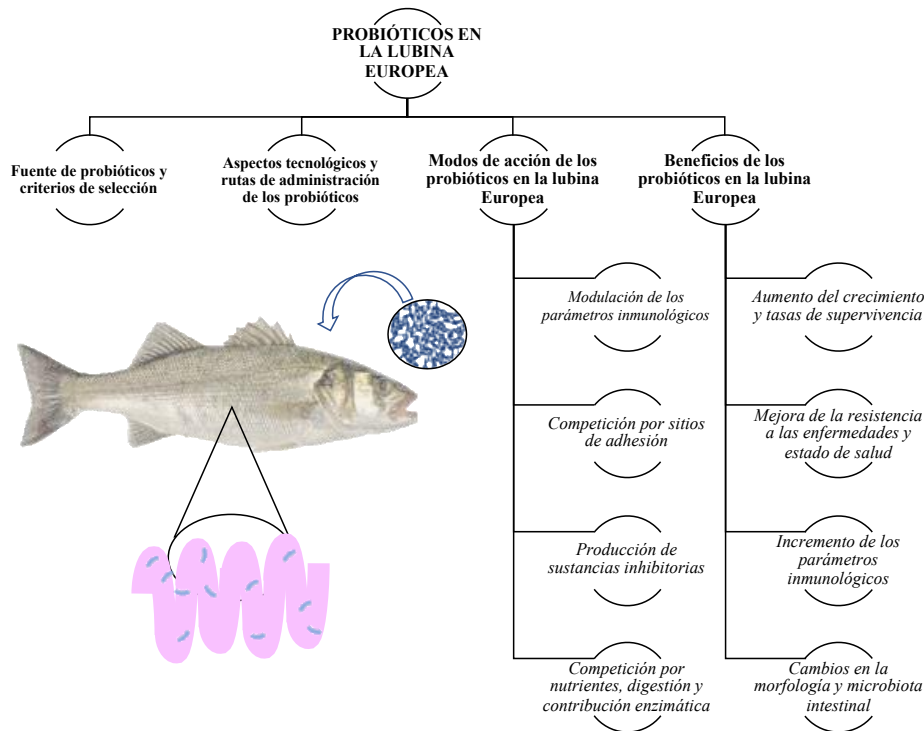 PROBIÓTICOS EN
LA LUBINA
EUROPEA
Fuente de probióticos y
criterios de selección
Aspectos tecnológicos y
rutas de administración
de los probióticos
Modos de acción de los
probióticos en la lubina
Europea
Beneficios de los
probióticos en la lubina
Europea
Modulación de los
parámetros inmunológicos
Competición por sitios
de adhesión
Producción de
sustancias inhibitorias
Competición por
nutrientes, digestión y
contribución enzimática
Aumento del crecimiento
y tasas de supervivencia
Mejora de la resistencia
a las enfermedades y
estado de salud
Incremento de los
parámetros
inmunológicos
Cambios en la
morfología y microbiota
intestinal